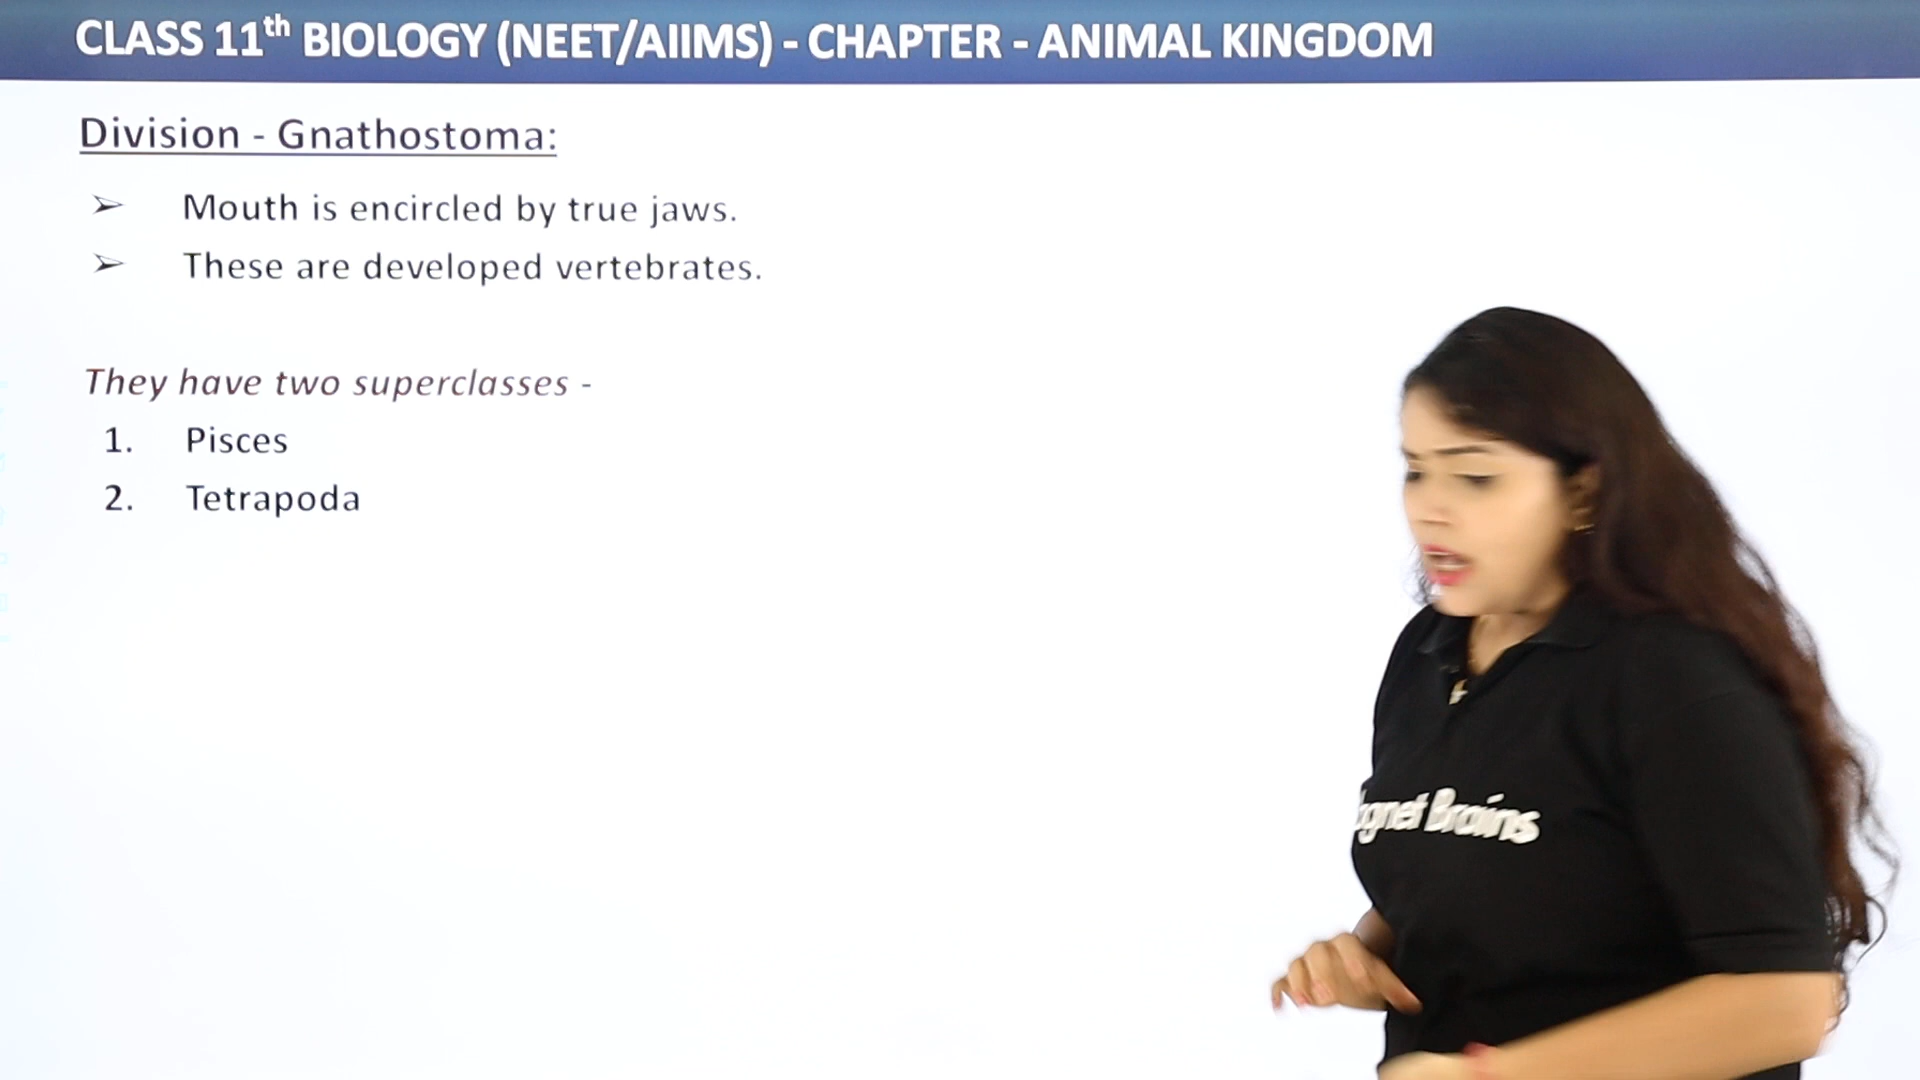 CLASS 11th BIOLOGY (NEET/AIIMS) - CHAPTER - ANIMAL KINGDOM
Division - Gnathostoma:
➢ Mouth is encircled by true jaws.
➢ These are developed vertebrates.
They have two superclasses -
1. Pisces
2. Tetrapoda
Brains